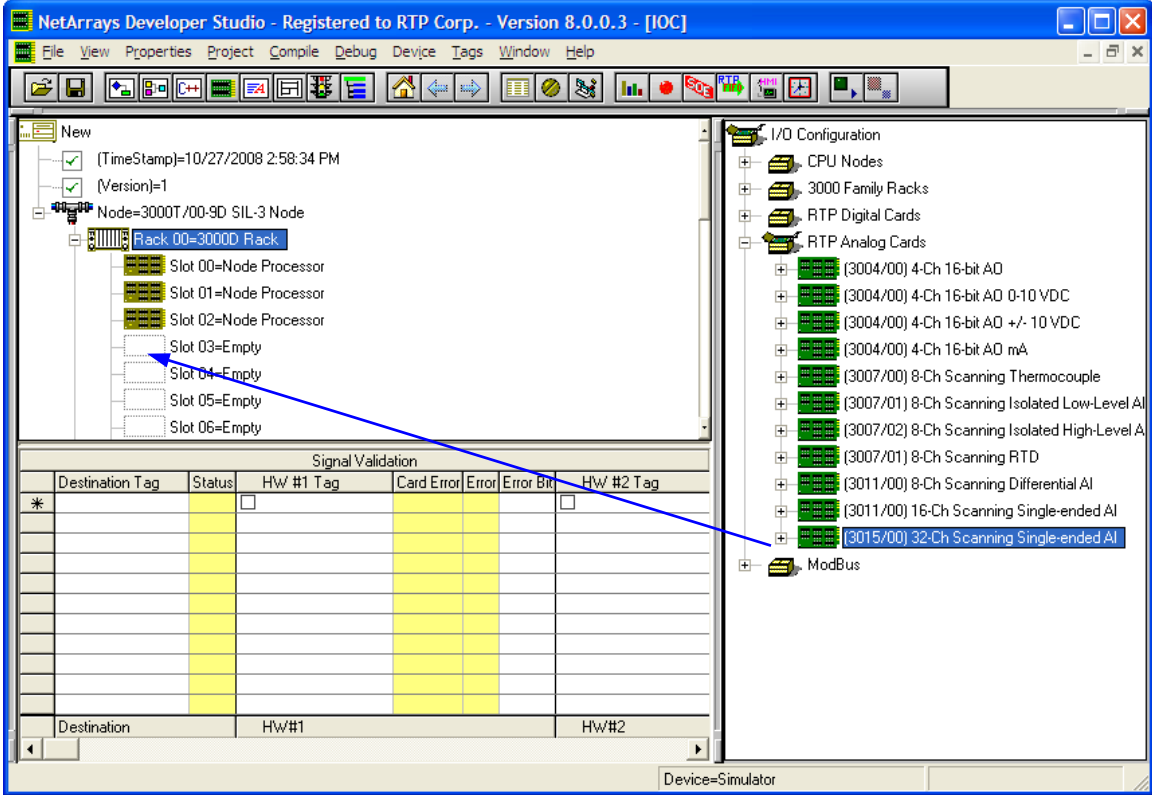 NetArrays Developer Studio - Registered to RTP Corp. - Version 8.0.0.3 - [IOC]
File View Properties Project Compile Debug Device Tags Window Help
C++
SOE
RTP
FIFO
HMI
New
(TimeStamp)=10/27/2008 2:58:34 PM
(Version)=1
Node=3000T/00-9D SIL-3 Node
Rack 00=3000D Rack
Slot 00=Node Processor
Slot 01=Node Processor
Slot 02=Node Processor
Slot 03=Empty
Slot 04=Empty
Slot 05=Empty
Slot 06=Empty
I/O Configuration
CPU Nodes
3000 Family Racks
RTP Digital Cards
RTP Analog Cards
(3004/00) 4-Ch 16-bit AO
(3004/00) 4-Ch 16-bit AO 0-10 VDC
(3004/00) 4-Ch 16-bit AO +/- 10 VDC
(3004/00) 4-Ch 16-bit AO mA
(3007/00) 8-Ch Scanning Thermocouple
(3007/01) 8-Ch Scanning Isolated Low-Level AI
(3007/02) 8-Ch Scanning Isolated High-Level A
(3007/01) 8-Ch Scanning RTD
(3011/00) 8-Ch Scanning Differential AI
(3011/00) 16-Ch Scanning Single-ended AI
(3015/00) 32-Ch Scanning Single-ended AI
ModBus
Signal Validation
Destination Tag Status HW #1 Tag Card Error Error Error Bit HW #2 Tag
Destination HW#1 HW#2
Device=Simulator